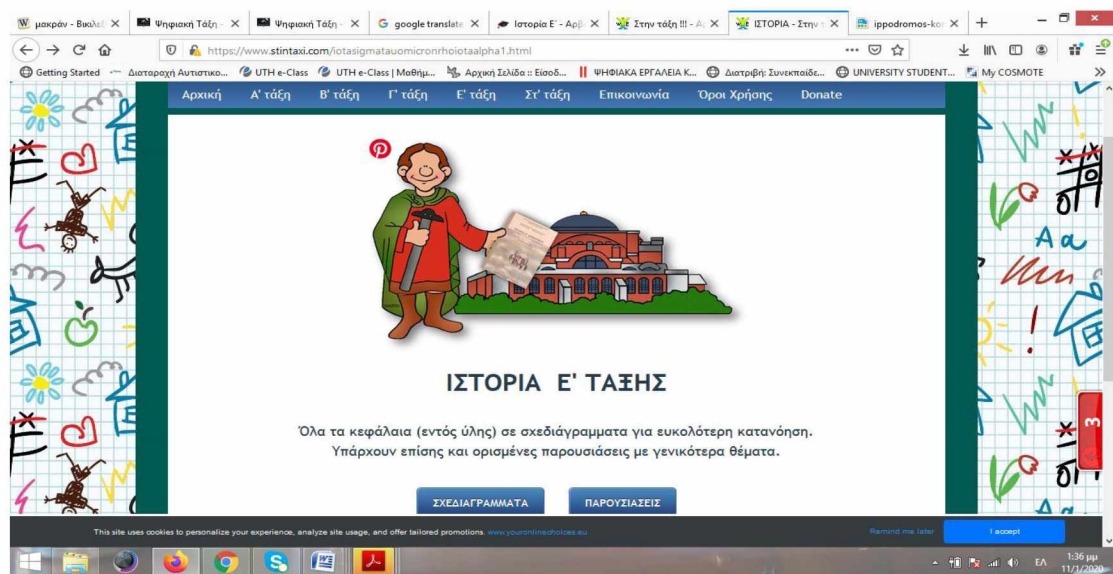 μακράν - Βικιλε
Ψηφιακή Τάξη -
Ψηφιακή Τάξη -
google translate
Ιστορία Ε' - Αρβ
Στην τάξη !!! - Α
ΙΣΤΟΡΙΑ - Στην τ
ippodromos-kor
https://www.stintaxi.com/iotasigmatauomicronrhoiotaalpha1.html
Getting Started Διαταραχή Αυτιστικο... UTH e-Class UTH e-Class | Μαθήμ... Αρχική Σελίδα :: Είσοδ... ΨΗΦΙΑΚΑ ΕΡΓΑΛΕΙΑ Κ... Διατριβή: Συνεκπαίδε... UNIVERSITY STUDENT... My COSMOTE
Αρχική Α' τάξη Β' τάξη Γ' τάξη Ε' τάξη Στ' τάξη Επικοινωνία Όροι Χρήσης Donate
ΙΣΤΟΡΙΑ Ε' ΤΑΞΗΣ
Όλα τα κεφάλαια (εντός ύλης) σε σχεδιάγραμματα για ευκολότερη κατανόηση.
Υπάρχουν επίσης και ορισμένες παρουσιάσεις με γενικότερα θέματα.
ΣΧΕΔΙΑΓΡΑΜΜΑΤΑ ΠΑΡΟΥΣΙΑΣΕΙΣ
Αα
3
This site uses cookies to personalize your experience, analyze site usage, and offer tailored promotions. www.youronlinechoices.eu Remind me later I accept
ΕΛ
1:36 μμ
11/1/2020